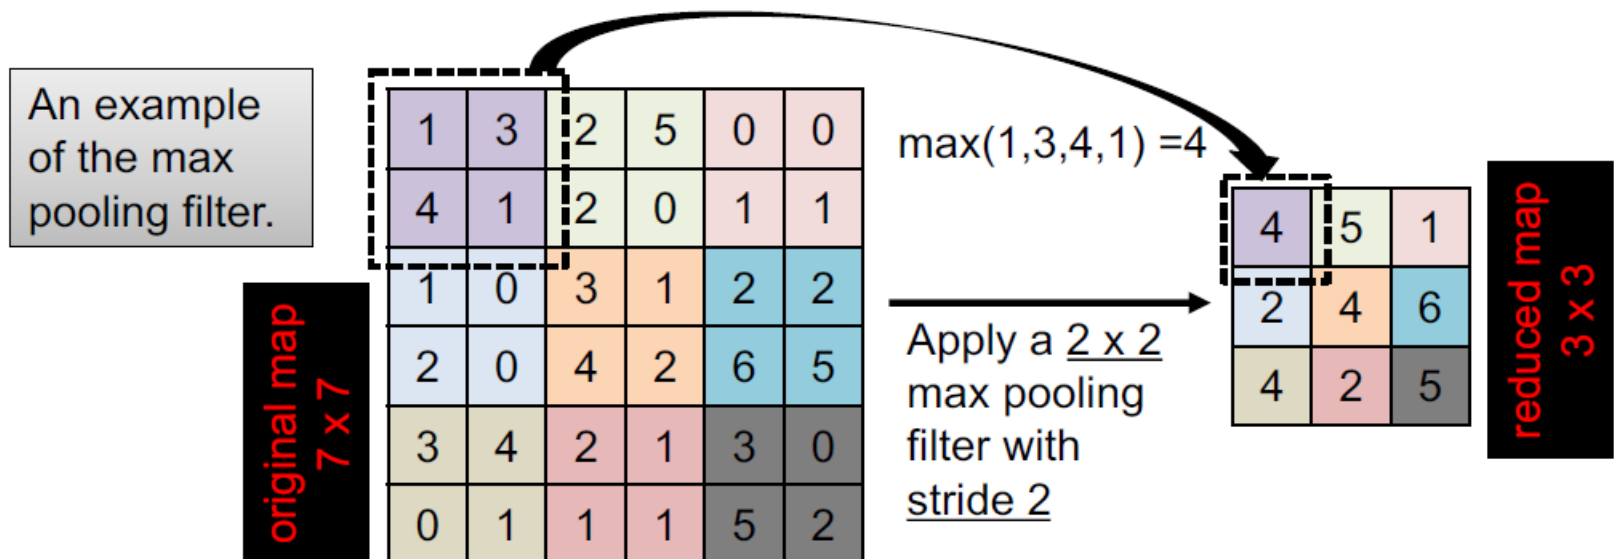 An example
of the max
pooling filter.
original map
7 x 7
1 3 2 5 0 0
4 1 2 0 1 1
1 0 3 1 2 2
2 0 4 2 6 5
3 4 2 1 3 0
0 1 1 1 5 2
max(1,3,4,1) =4
Apply a 2 x 2
max pooling
filter with
stride 2
4 5 1
2 4 6
4 2 5
reduced map
3 x 3